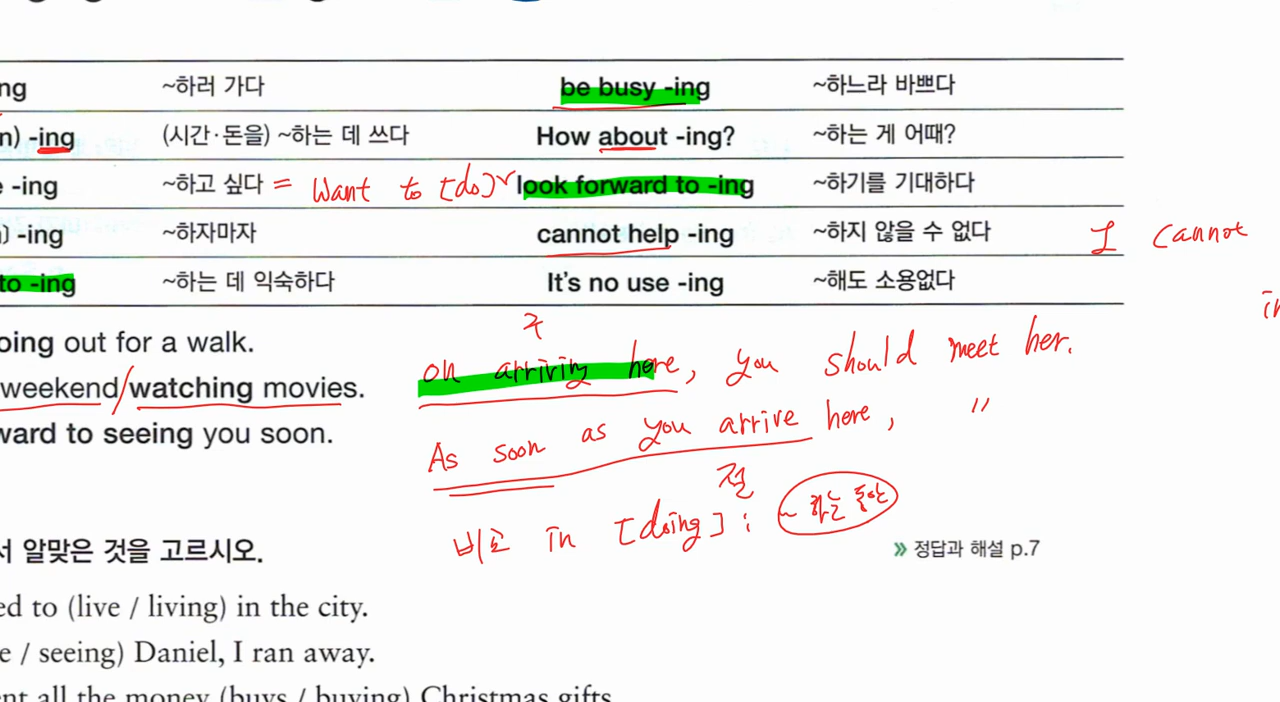 ng ~하러 가다 be busy -ing ~하느라 바쁘다
n) -ing (시간·돈을) ~하는 데 쓰다 How about -ing? ~하는 게 어때?
e -ing ~하고 싶다 = want to [do] look forward to -ing ~하기를 기대하다
) -ing ~하자마자 cannot help -ing ~하지 않을 수 없다 I cannot
to -ing ~하는 데 익숙하다 It's no use -ing ~해도 소용없다
in
oing out for a walk.
구
on arriving here, you should meet her.
weekend/watching movies.
ward to seeing you soon.
As soon as you arrive here, "
절
비교 in [doing] : ~하는 동안
서 알맞은 것을 고르시오.
» 정답과 해설 p.7
ed to (live / living) in the city.
e / seeing) Daniel, I ran away.
ent all the money (buys / buying) Christmas gifts